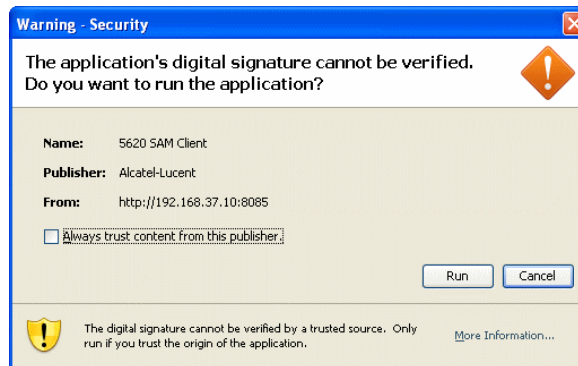 Warning - Security
The application's digital signature cannot be verified.
Do you want to run the application?
Name: 5620 SAM Client
Publisher: Alcatel-Lucent
From: http://192.168.37.10:8085
Always trust content from this publisher.
Run Cancel
The digital signature cannot be verified by a trusted source. Only
run if you trust the origin of the application.
More Information...